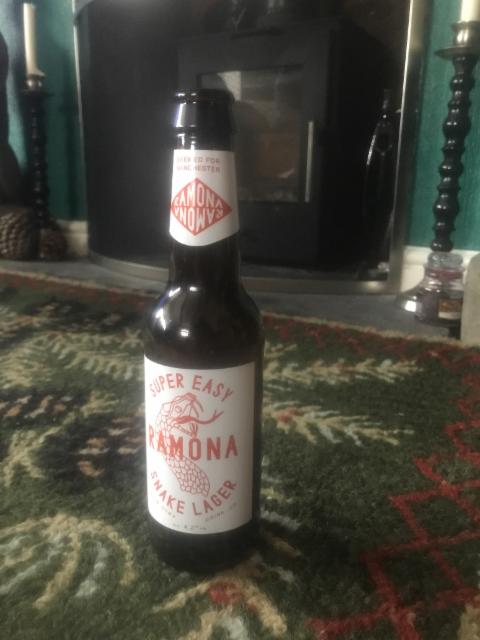 BREWED FOR
MANCHESTER
RAMONA
RAMONA
SUPER EASY
RAMONA
SNAKE LAGER